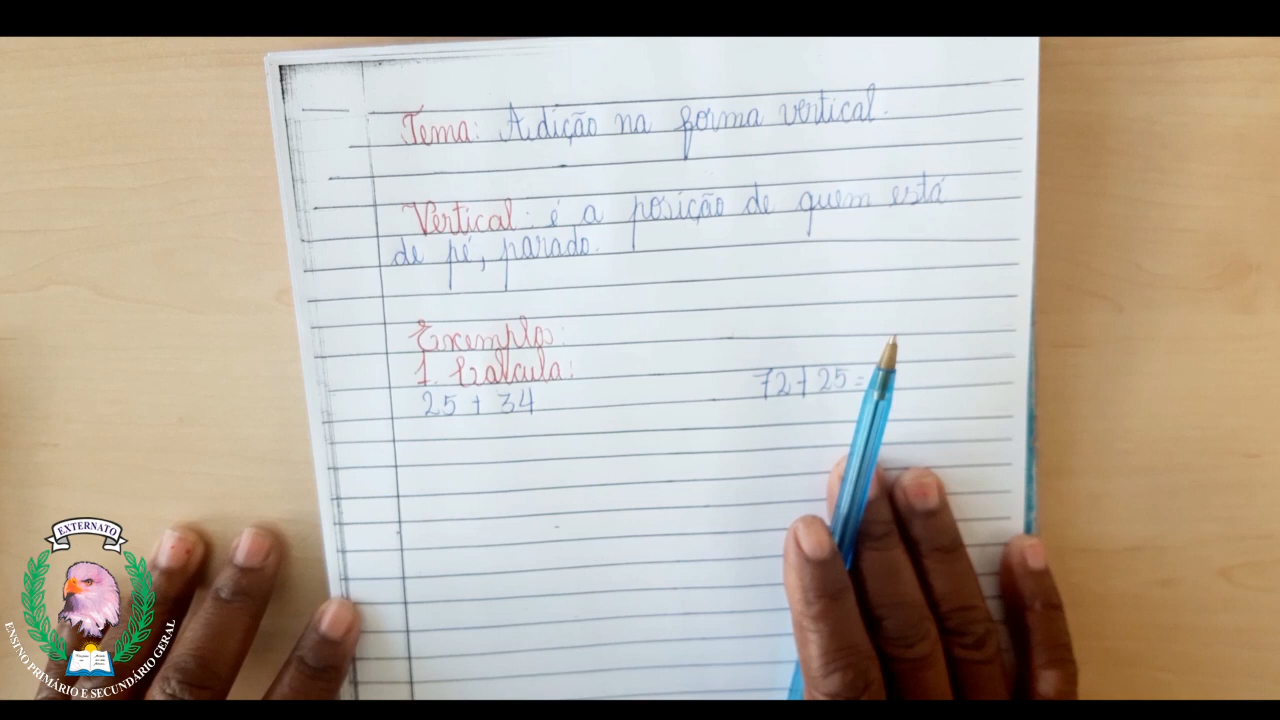 Tema: Adição na forma vertical.
Vertical: é a posição de quem está
de pé, parado.
Exemplo:
1. Calcula:
25 + 34
72 + 25 =
EXTERNATO
ENSINO PRIMÁRIO E SECUNDÁRIO GERAL